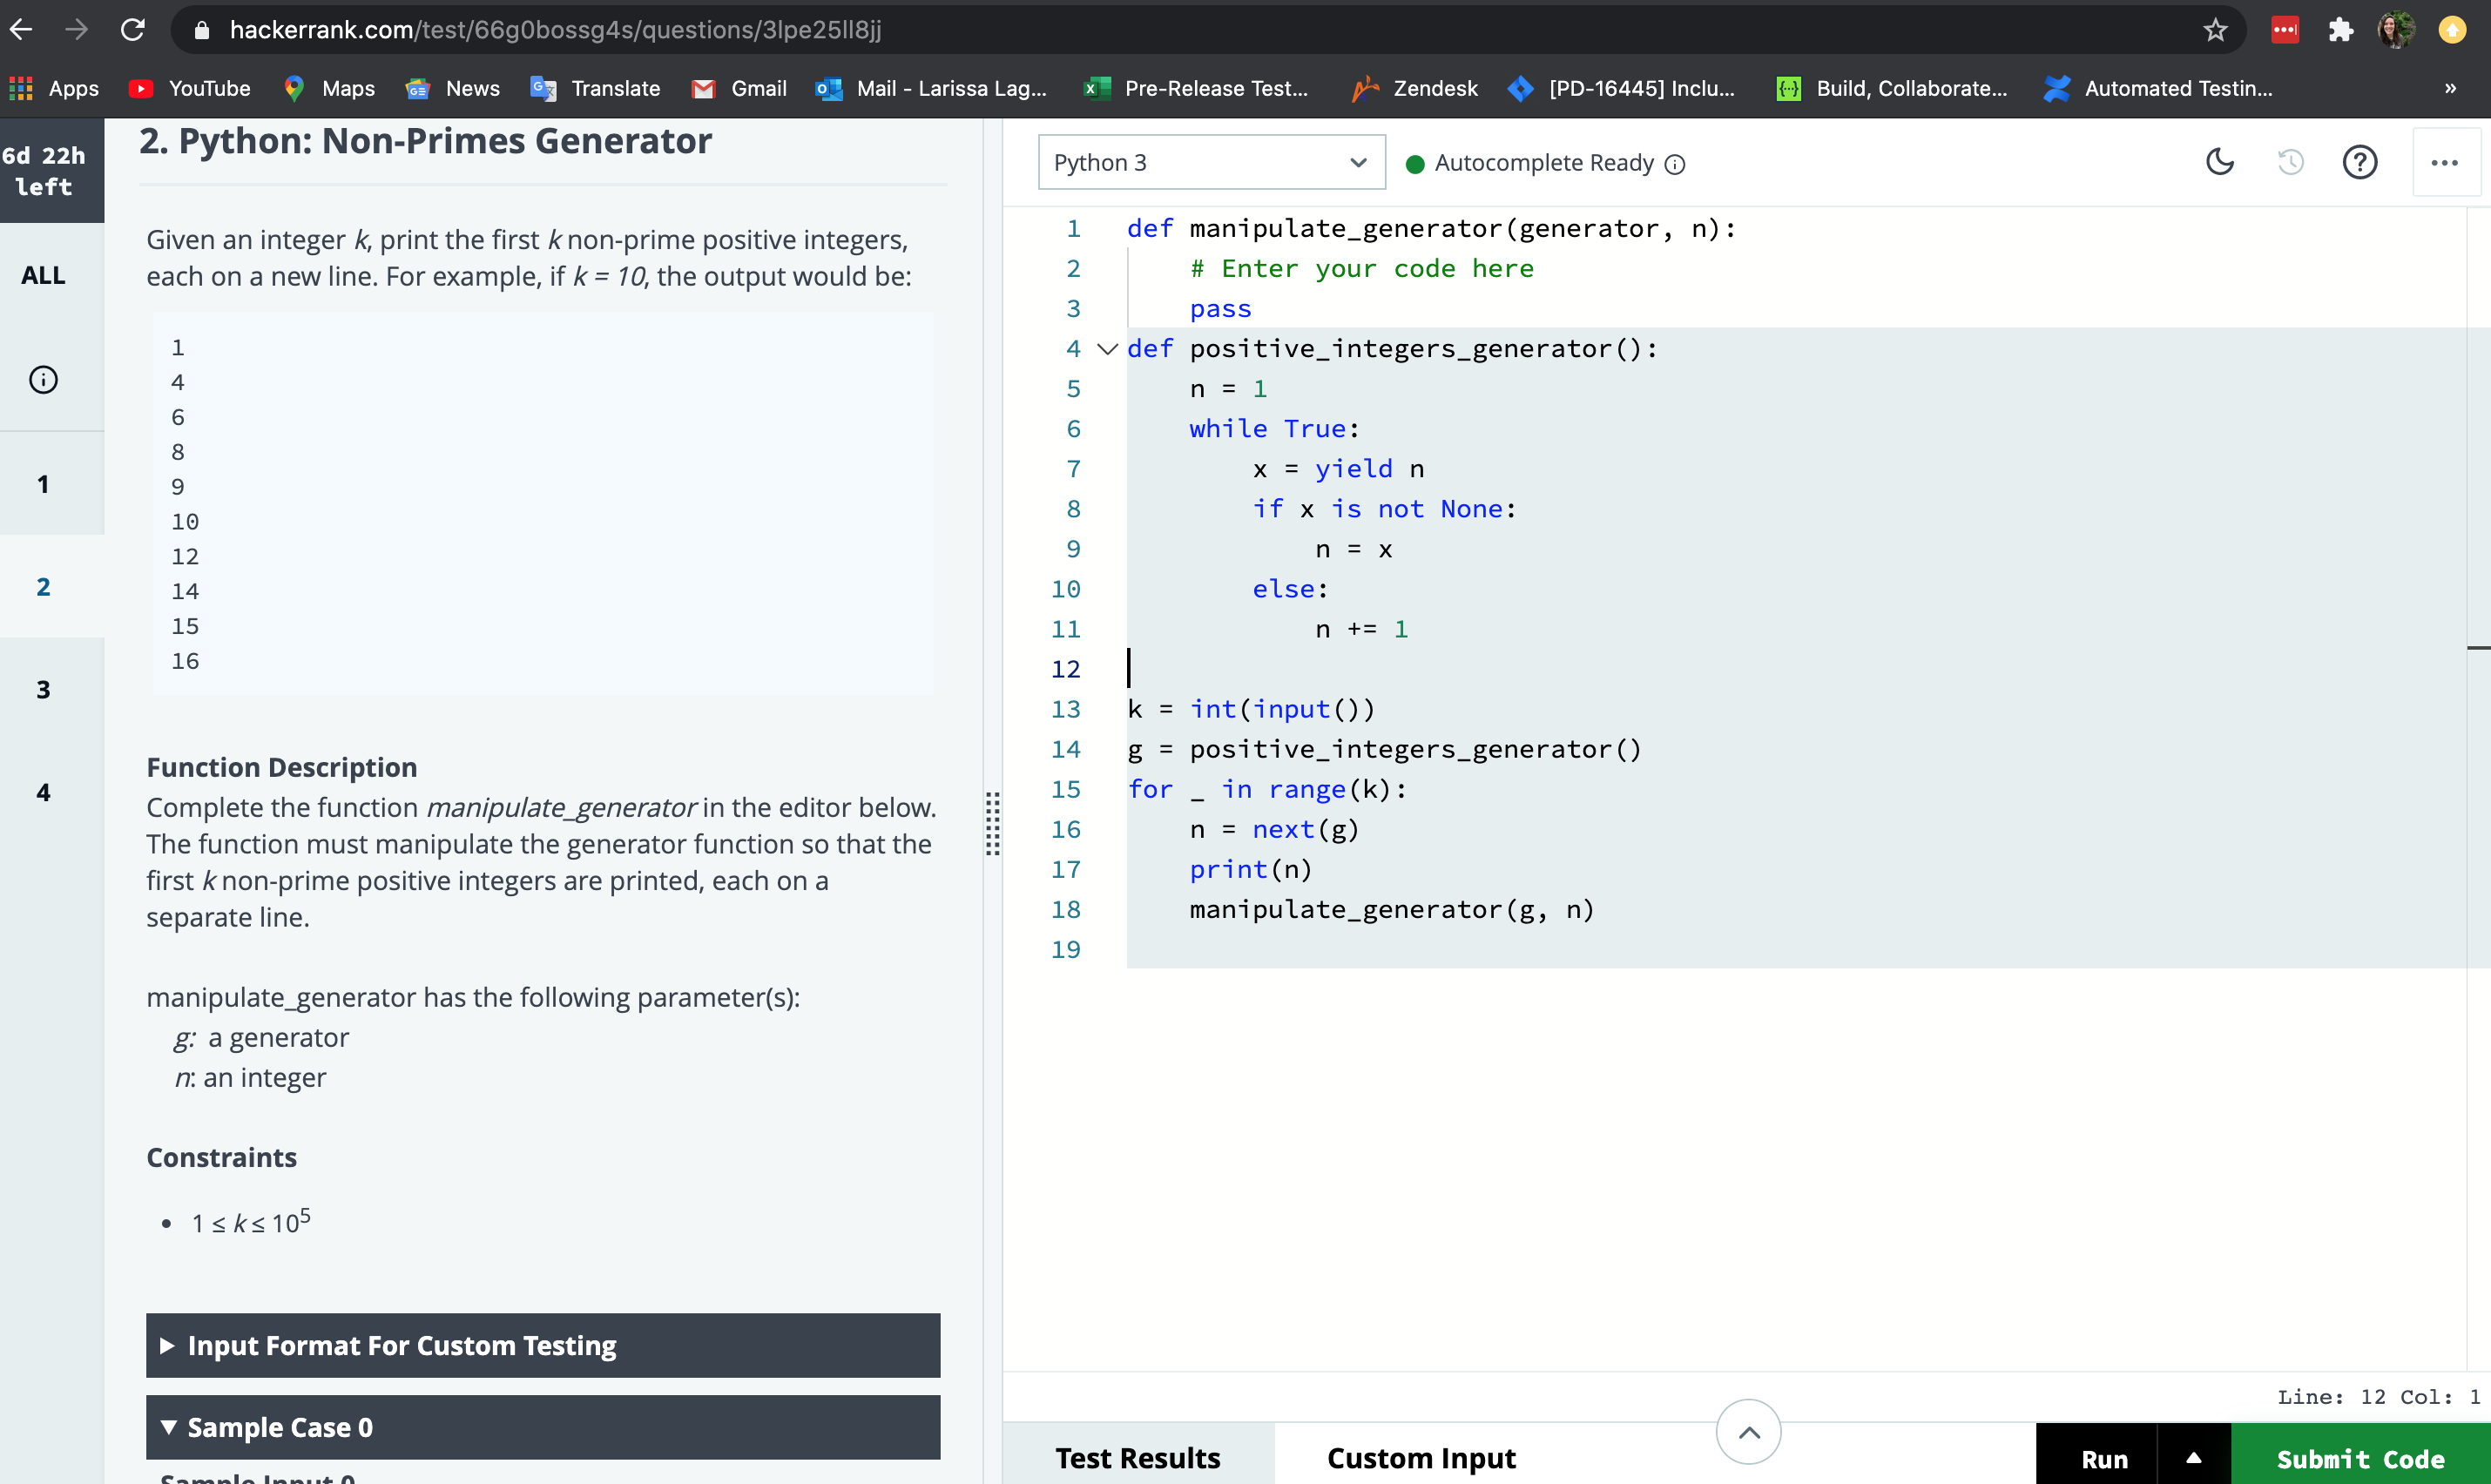 hackerrank.com/test/66g0bossg4s/questions/3lpe25ll8jj
Apps YouTube Maps News Translate Gmail Mail - Larissa Lag... Pre-Release Test... Zendesk [PD-16445] Inclu... Build, Collaborate... Automated Testin... »
6d 22h
left
ALL
1
2
3
4
2. Python: Non-Primes Generator
Given an integer k, print the first k non-prime positive integers,
each on a new line. For example, if k = 10, the output would be:
1
4
6
8
9
10
12
14
15
16
Function Description
Complete the function manipulate_generator in the editor below.
The function must manipulate the generator function so that the
first k non-prime positive integers are printed, each on a
separate line.
manipulate_generator has the following parameter(s):
g: a generator
n: an integer
Constraints
• 1 ≤ k ≤ 10^5
Input Format For Custom Testing
Sample Case 0
Sample Input 0
Python 3 Autocomplete Ready
1 def manipulate_generator(generator, n):
2     # Enter your code here
3     pass
4 def positive_integers_generator():
5     n = 1
6     while True:
7         x = yield n
8         if x is not None:
9             n = x
10         else:
11             n += 1
12
13 k = int(input())
14 g = positive_integers_generator()
15 for _ in range(k):
16     n = next(g)
17     print(n)
18     manipulate_generator(g, n)
19
Line: 12 Col: 1
Test Results Custom Input Run Submit Code